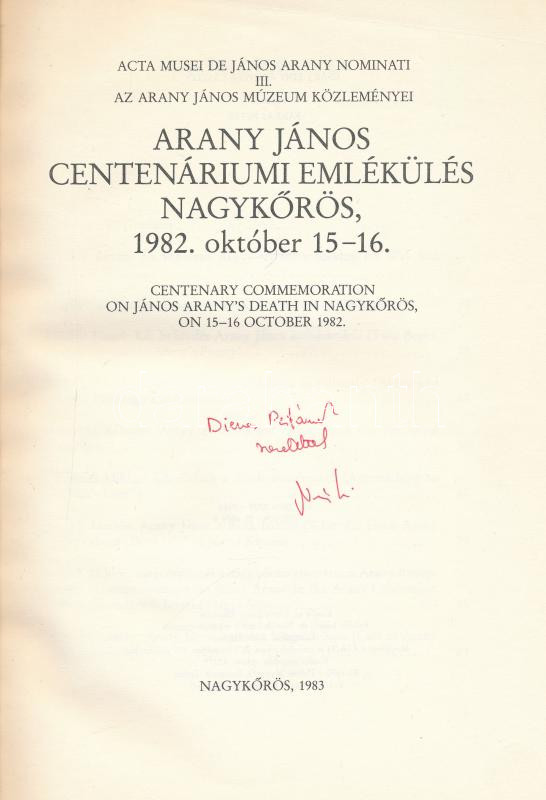 ACTA MUSEI DE JÁNOS ARANY NOMINATI
III.
AZ ARANY JÁNOS MÚZEUM KÖZLEMÉNYEI
ARANY JÁNOS
CENTENÁRIUMI EMLÉKÜLÉS
NAGYKŐRÖS,
1982. október 15–16.
CENTENARY COMMEMORATION
ON JÁNOS ARANY'S DEATH IN NAGYKŐRÖS,
ON 15–16 OCTOBER 1982.
szeretettel
NAGYKŐRÖS, 1983